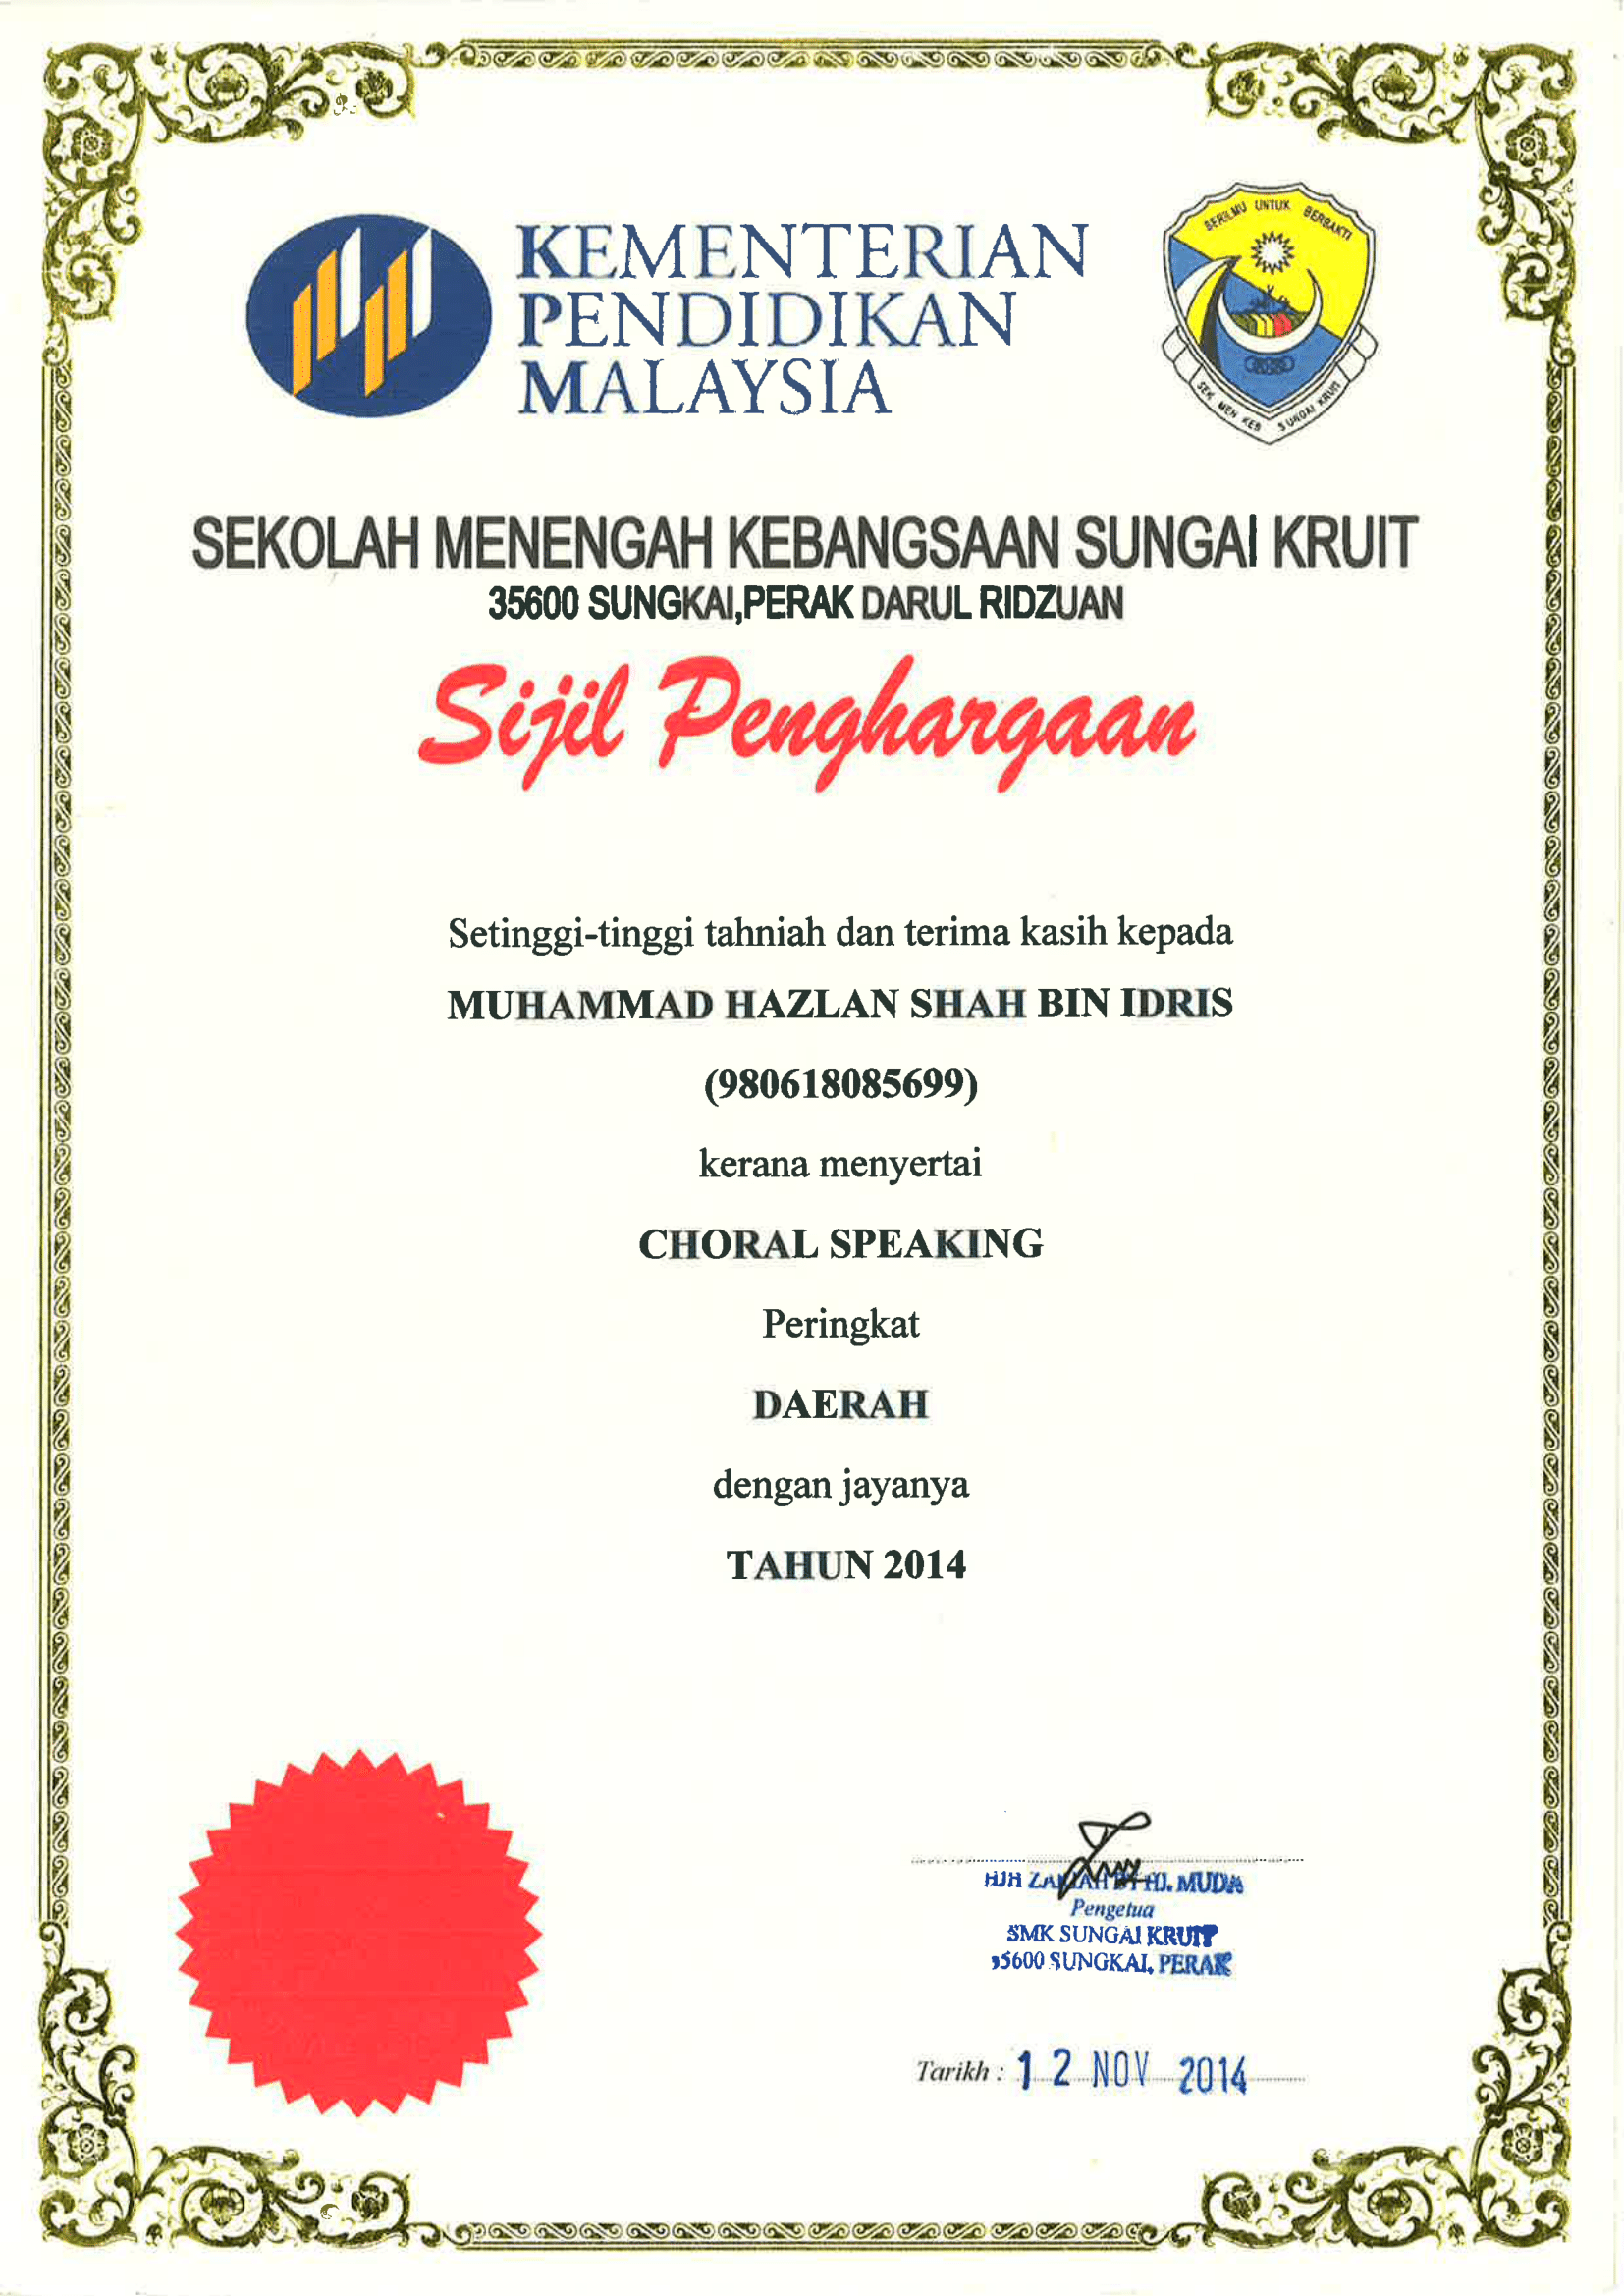 KEMENTERIAN
PENDIDIKAN
MALAYSIA
BERILMU UNTUK BERBAKTI
SEK MEN KEB SUNGAI KRUIT
SEKOLAH MENENGAH KEBANGSAAN SUNGAI KRUIT
35600 SUNGKAI,PERAK DARUL RIDZUAN
Sijil Penghargaan
Setinggi-tinggi tahniah dan terima kasih kepada
MUHAMMAD HAZLAN SHAH BIN IDRIS
(980618085699)
kerana menyertai
CHORAL SPEAKING
Peringkat
DAERAH
dengan jayanya
TAHUN 2014
HJH HJ. MUDA
Pengetua
SMK SUNGAI KRUIT
35600 SUNGKAI, PERAK
Tarikh : 12 NOV 2014